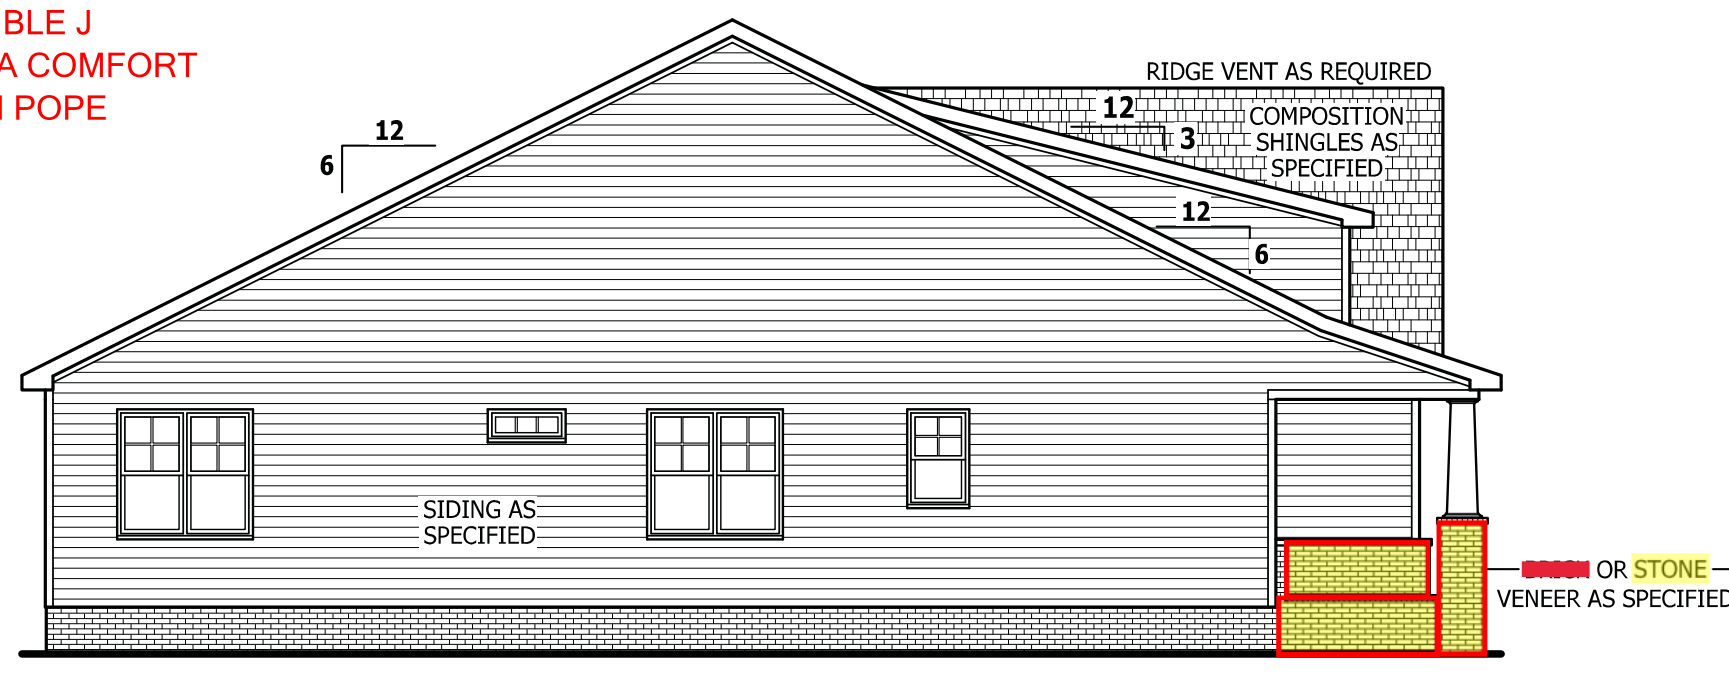 BLE J
A COMFORT
POPE
RIDGE VENT AS REQUIRED
12
3
COMPOSITION
SHINGLES AS
SPECIFIED
12
6
12
6
SIDING AS
SPECIFIED
OR STONE
VENEER AS SPECIFIED